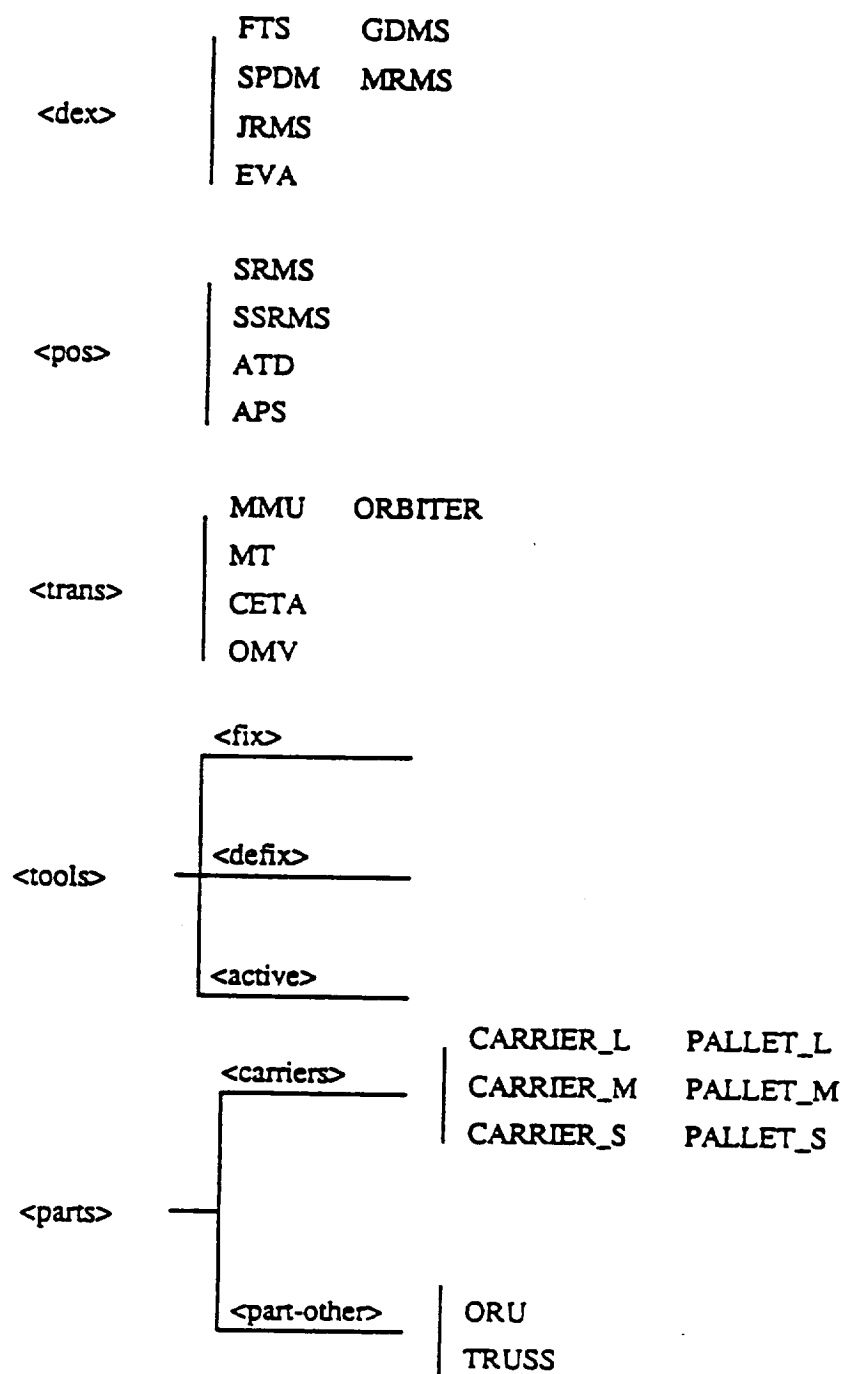 FTS GDMS
SPDM MRMS
<dex>
JRMS
EVA
SRMS
SSRMS
<pos>
ATD
APS
MMU ORBITER
MT
<trans>
CETA
OMV
<fix>
<defix>
<tools>
<active>
CARRIER_L PALLET_L
<carriers>
CARRIER_M PALLET_M
CARRIER_S PALLET_S
<parts>
<part-other>
ORU
TRUSS